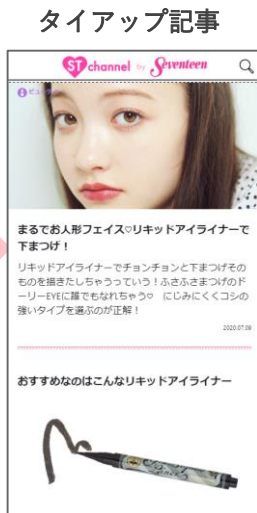 タイアップ記事
ST channel by Seventeen
ビューティ
まるでお人形フェイス♡リキッドアイライナーで
下まつげ！
リキッドアイライナーでチョンチョンと下まつげその
ものを描きたしちゃうっていう！ふさふさまつげのド
ーリーEYEに誰でもなれちゃう♡　にじみにくくコシの
強いタイプを選ぶのが正解！
2020.07.09
おすすめなのはこんなリキッドアイライナー